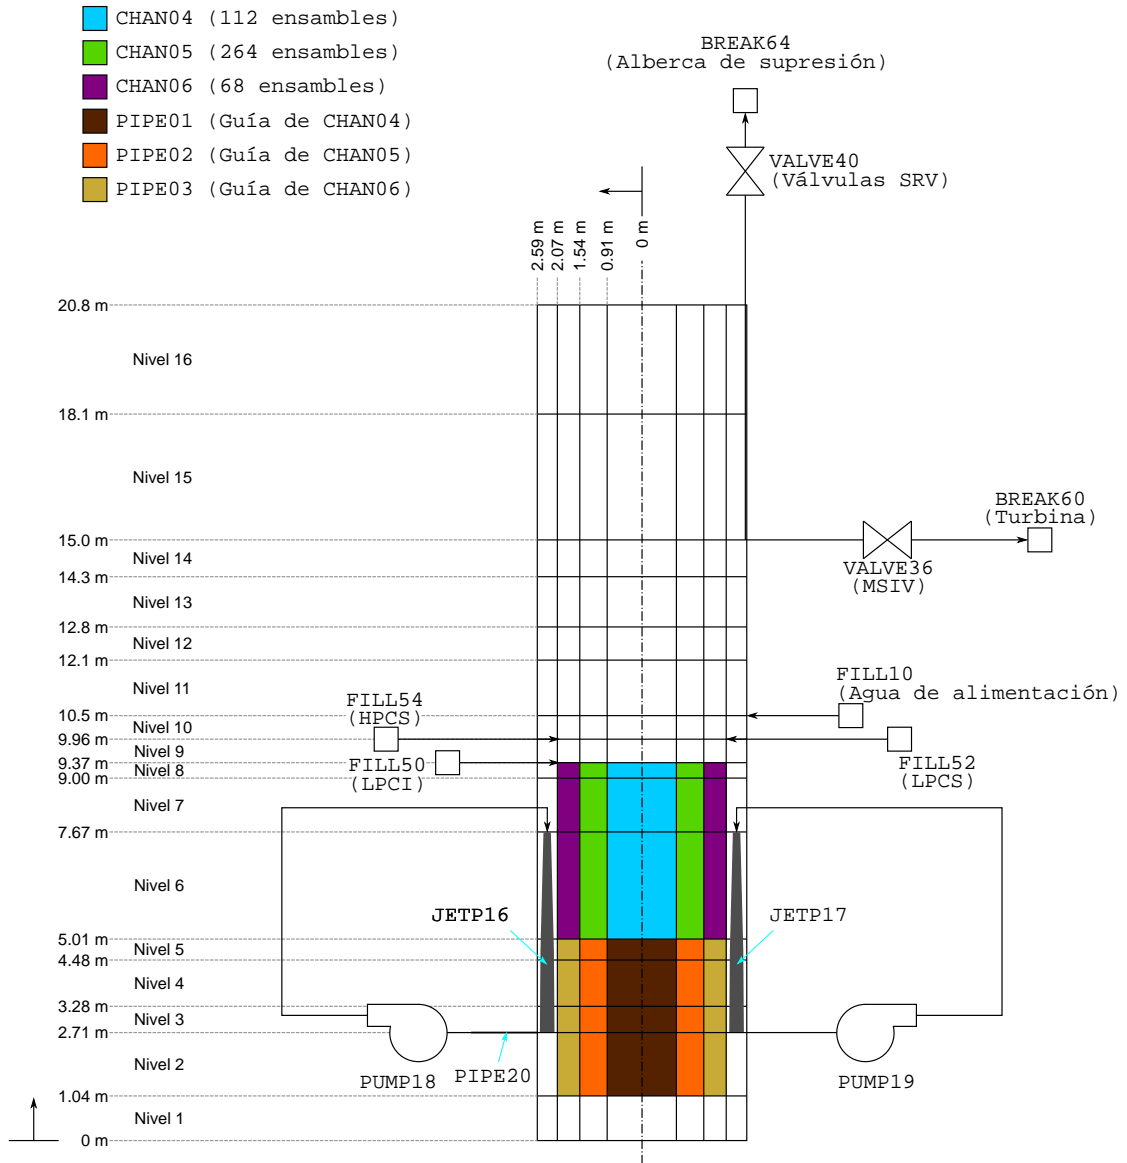 CHAN04 (112 ensambles)
CHAN05 (264 ensambles)
CHAN06 (68 ensambles)
PIPE01 (Guía de CHAN04)
PIPE02 (Guía de CHAN05)
PIPE03 (Guía de CHAN06)
BREAK64
(Alberca de supresión)
VALVE40
(Válvulas SRV)
2.59 m
2.07 m
1.54 m
0.91 m
0 m
20.8 m
Nivel 16
18.1 m
Nivel 15
BREAK60
(Turbina)
15.0 m
Nivel 14
VALVE36
(MSIV)
14.3 m
Nivel 13
12.8 m
Nivel 12
12.1 m
Nivel 11
FILL10
(Agua de alimentación)
FILL54
(HPCS)
10.5 m
Nivel 10
9.96 m
Nivel 9
FILL50
(LPCI)
FILL52
(LPCS)
9.37 m
Nivel 8
9.00 m
Nivel 7
7.67 m
Nivel 6
JETP16
JETP17
5.01 m
Nivel 5
4.48 m
Nivel 4
3.28 m
Nivel 3
2.71 m
Nivel 2
PUMP18
PIPE20
PUMP19
1.04 m
Nivel 1
0 m